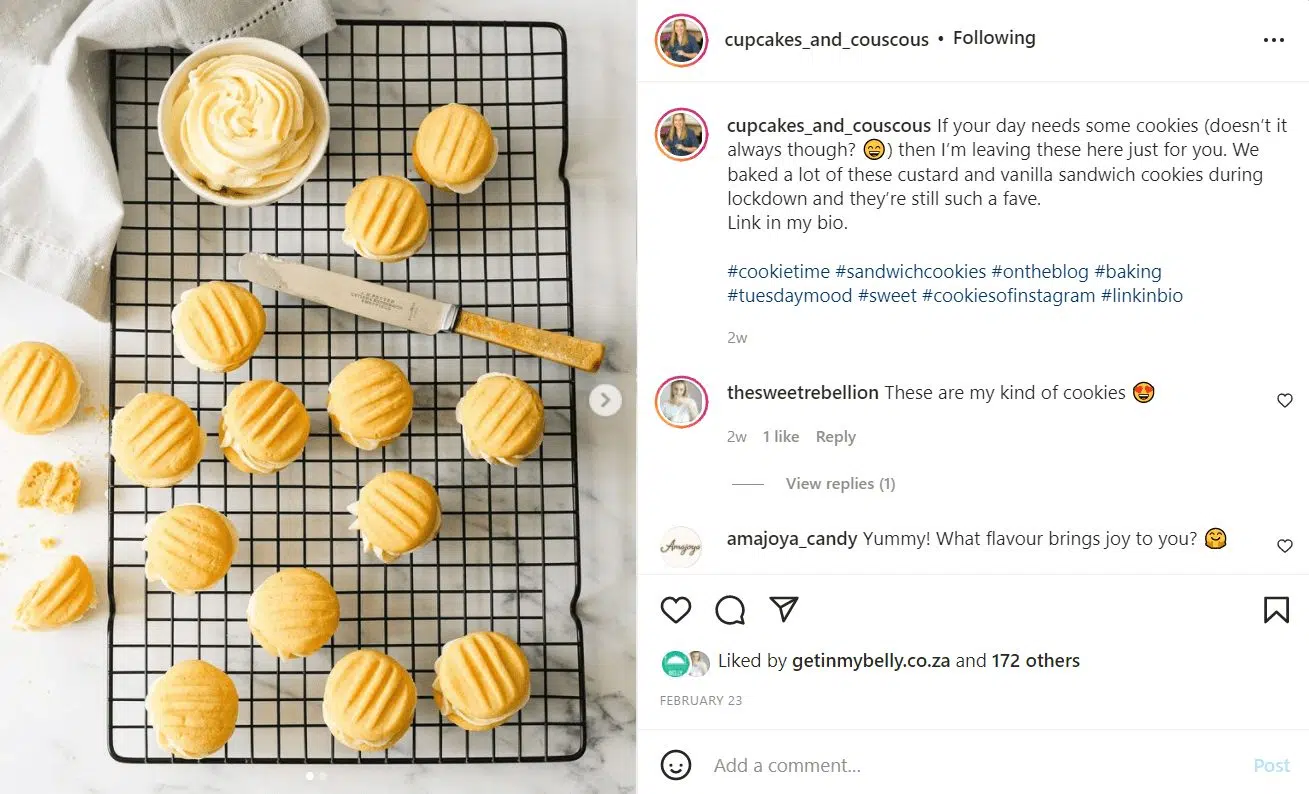 cupcakes_and_couscous • Following
cupcakes_and_couscous If your day needs some cookies (doesn't it
always though? 😄) then I'm leaving these here just for you. We
baked a lot of these custard and vanilla sandwich cookies during
lockdown and they're still such a fave.
Link in my bio.
#cookietime #sandwichcookies #ontheblog #baking
#tuesdaymood #sweet #cookiesofinstagram #linkinbio
2w
thesweetrebellion These are my kind of cookies 😍
2w 1 like Reply
View replies (1)
Amajoya
amajoya_candy Yummy! What flavour brings joy to you? 🤗
Liked by getinmybelly.co.za and 172 others
FEBRUARY 23
Add a comment...
Post